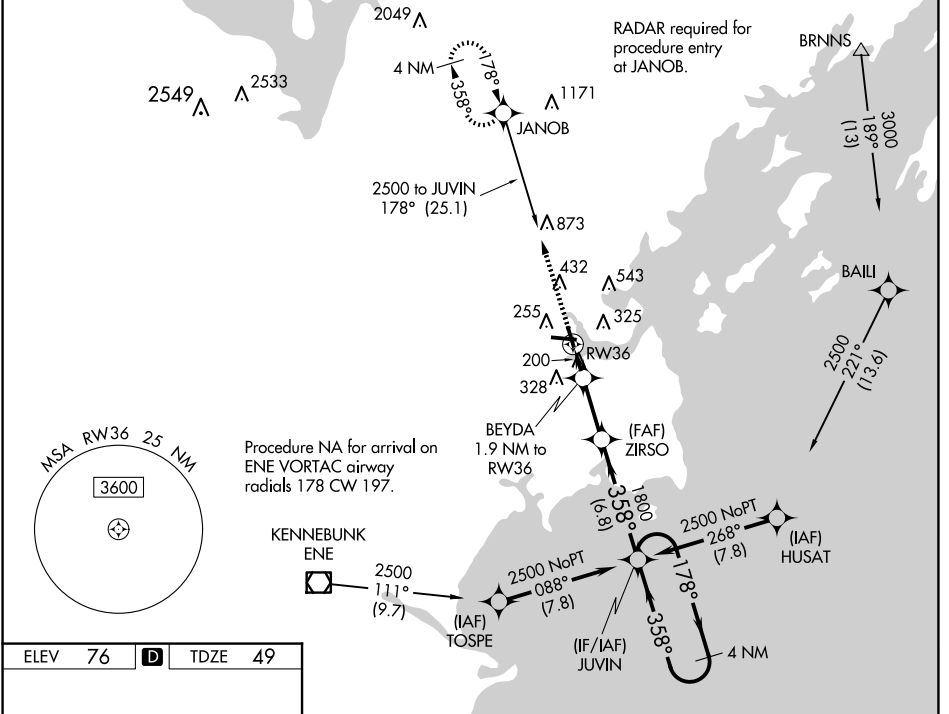 2049
RADAR required for
procedure entry
at JANOB.
BRNNS
4 NM
178°
358°
2549
2533
1171
JANOB
3000
189°
(13)
2500 to JUVIN
178° (25.1)
873
432
543
BAILI
255
325
200
RW36
328
2500
221°
(13.6)
BEYDA
1.9 NM to
RW36
(FAF)
ZIRSO
MSA RW36 25 NM
3600
Procedure NA for arrival on
ENE VORTAC airway
radials 178 CW 197.
1800
358°
(6.8)
KENNEBUNK
ENE
2500
111°
(9.7)
2500 NoPT
088°
(7.8)
2500 NoPT
268°
(7.8)
(IAF)
HUSAT
(IAF)
TOSPE
(IF/IAF)
JUVIN
178°
358°
4 NM
ELEV 76 D TDZE 49